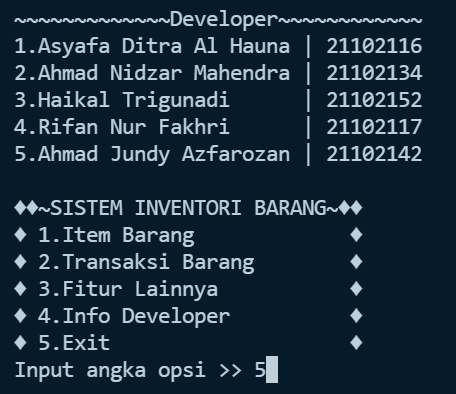 ~~~~~~~~~~~~~Developer~~~~~~~~~~~~
1.Asyafa Ditra Al Hauna | 21102116
2.Ahmad Nidzar Mahendra | 21102134
3.Haikal Trigunadi      | 21102152
4.Rifan Nur Fakhri      | 21102117
5.Ahmad Jundy Azfarozan | 21102142

♦♦~SISTEM INVENTORI BARANG~♦♦
♦ 1.Item Barang             ♦
♦ 2.Transaksi Barang        ♦
♦ 3.Fitur Lainnya           ♦
♦ 4.Info Developer          ♦
♦ 5.Exit                    ♦
Input angka opsi >> 5